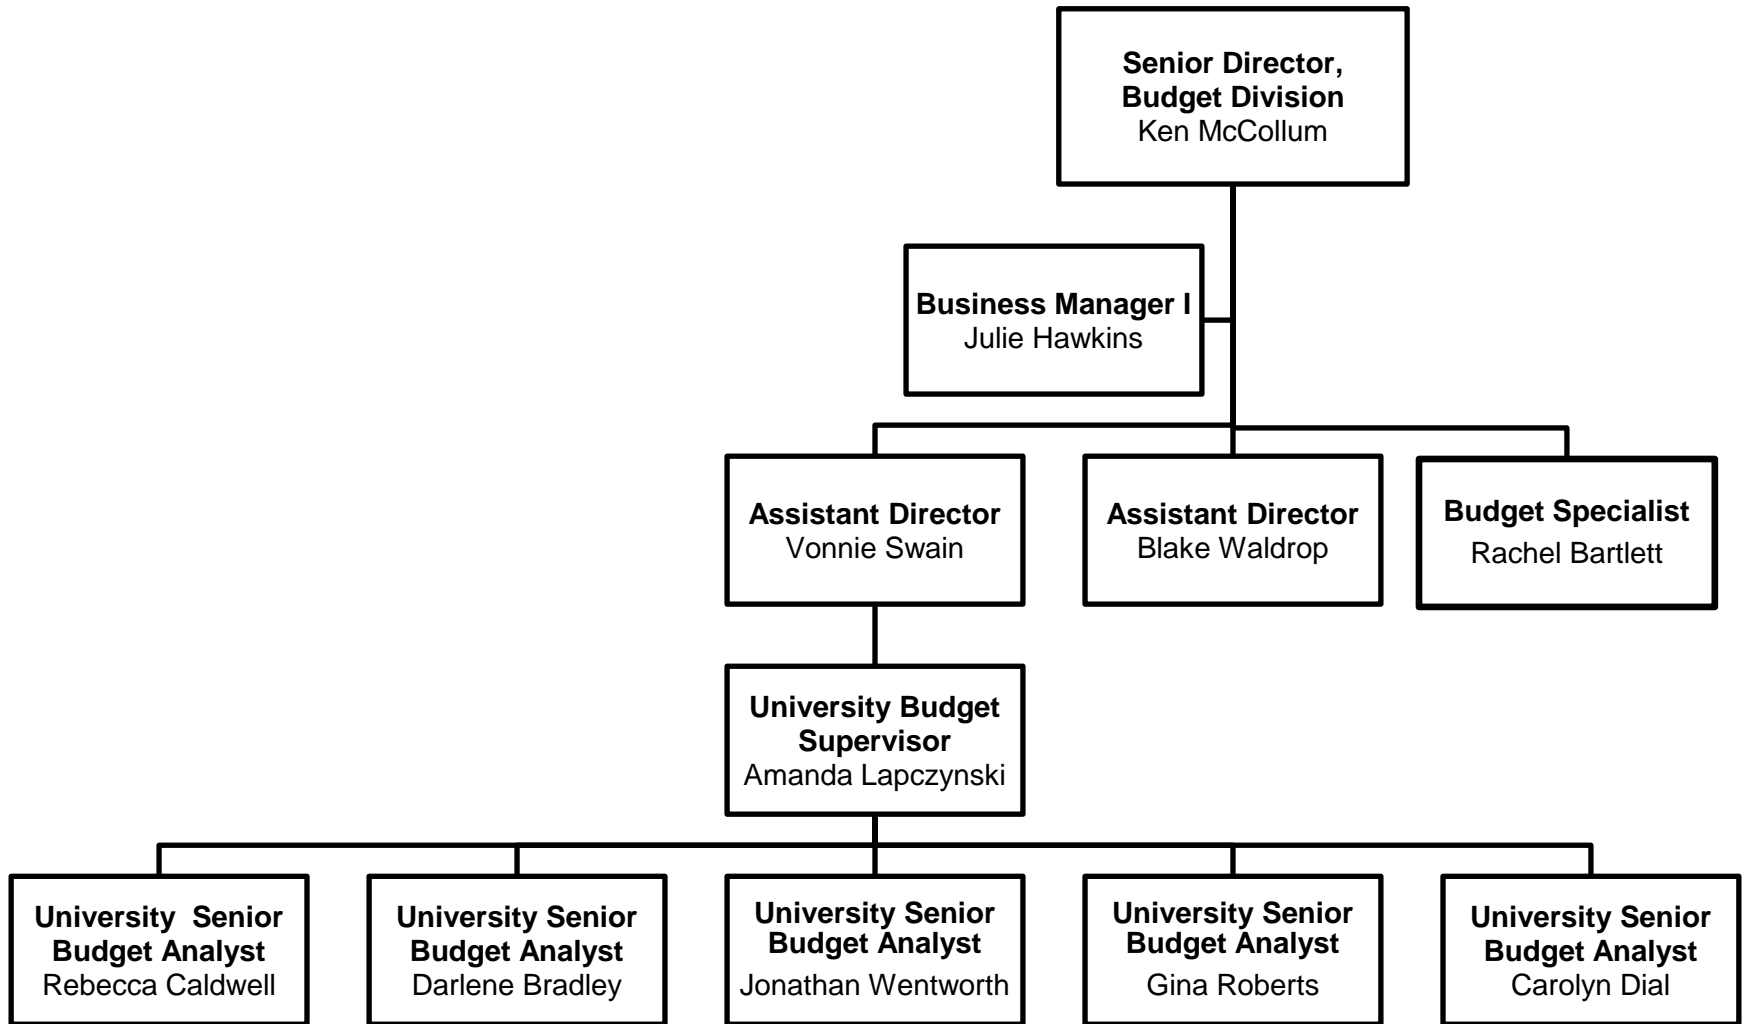 Senior Director,
Budget Division
Ken McCollum
Business Manager I
Julie Hawkins
Assistant Director
Vonnie Swain
Assistant Director
Blake Waldrop
Budget Specialist
Rachel Bartlett
University Budget
Supervisor
Amanda Lapczynski
University  Senior
Budget Analyst
Rebecca Caldwell
University Senior
Budget Analyst
Darlene Bradley
University Senior
Budget Analyst
Jonathan Wentworth
University Senior
Budget Analyst
Gina Roberts
University Senior
Budget Analyst
Carolyn Dial